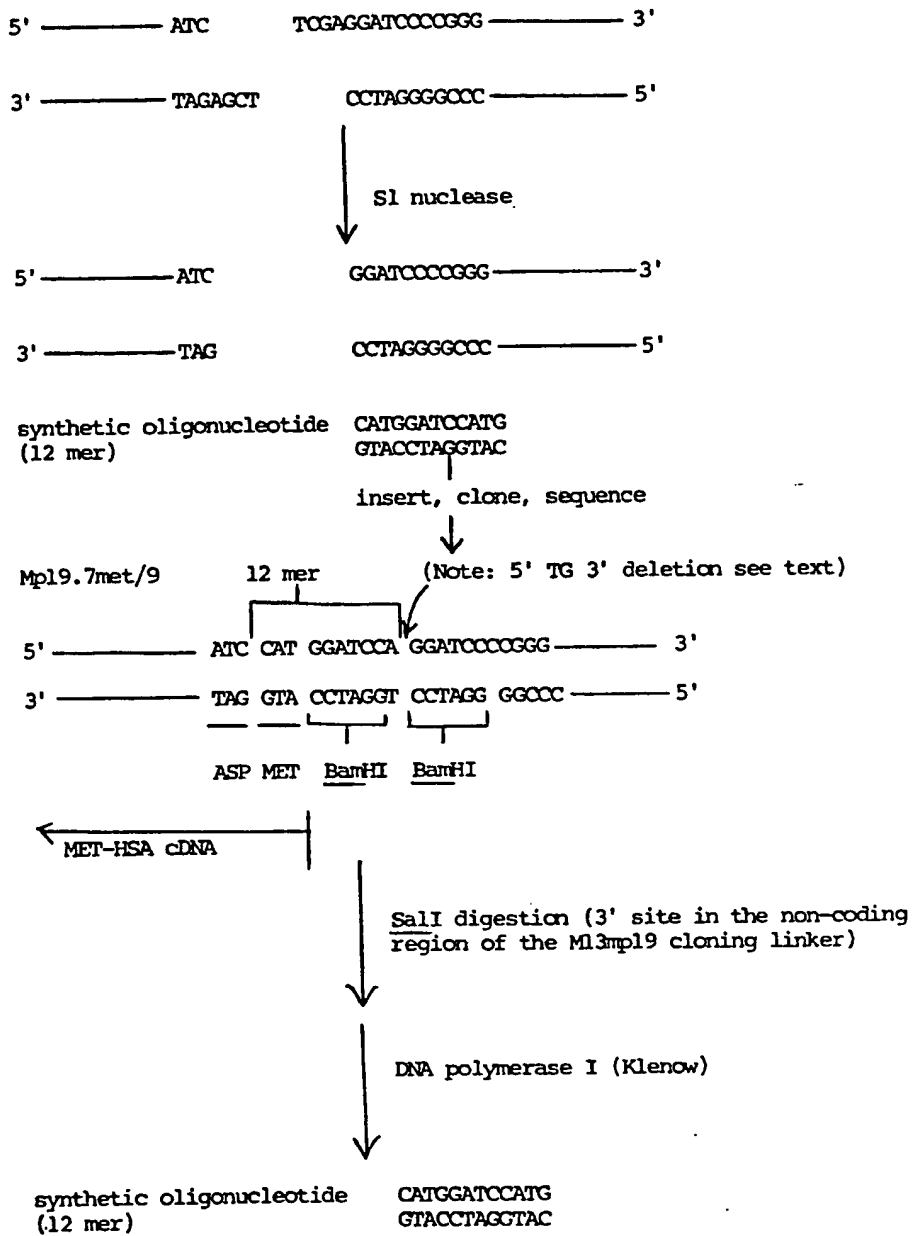 5' ATC TCGAGGATCCCCGGG 3'
3' TAGAGCT CCTAGGGGCCC 5'
S1 nuclease
5' ATC GGATCCCCGGG 3'
3' TAG CCTAGGGGCCC 5'
synthetic oligonucleotide CATGGATCCATG
(12 mer) GTACCTAGGTAC
insert, clone, sequence
Mp19.7met/9 12 mer (Note: 5' TG 3' deletion see text)
5' ATC CAT GGATCCA GGATCCCCGGG 3'
3' TAG GTA CCTAGGT CCTAGG GGCCC 5'
ASP MET BamHI BamHI
MET-HSA cDNA
SalI digestion (3' site in the non-coding
region of the M13mp19 cloning linker)
DNA polymerase I (Klenow)
synthetic oligonucleotide CATGGATCCATG
(12 mer) GTACCTAGGTAC